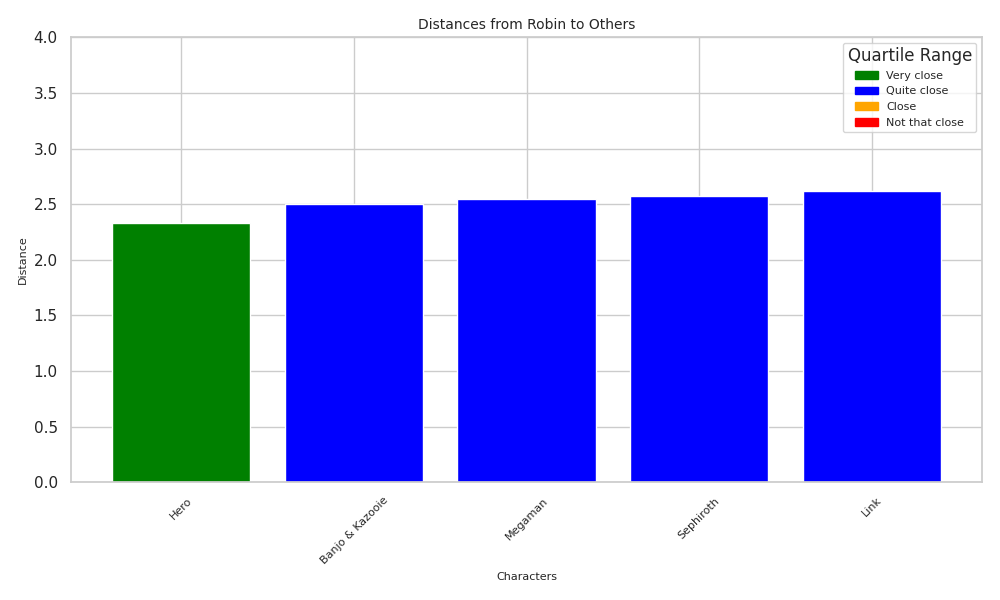 Distances from Robin to Others
Quartile Range
Very close
Quite close
Close
Not that close
4.0
3.5
3.0
2.5
2.0
1.5
1.0
0.5
0.0
Distance
Hero
Banjo & Kazooie
Megaman
Sephiroth
Link
Characters